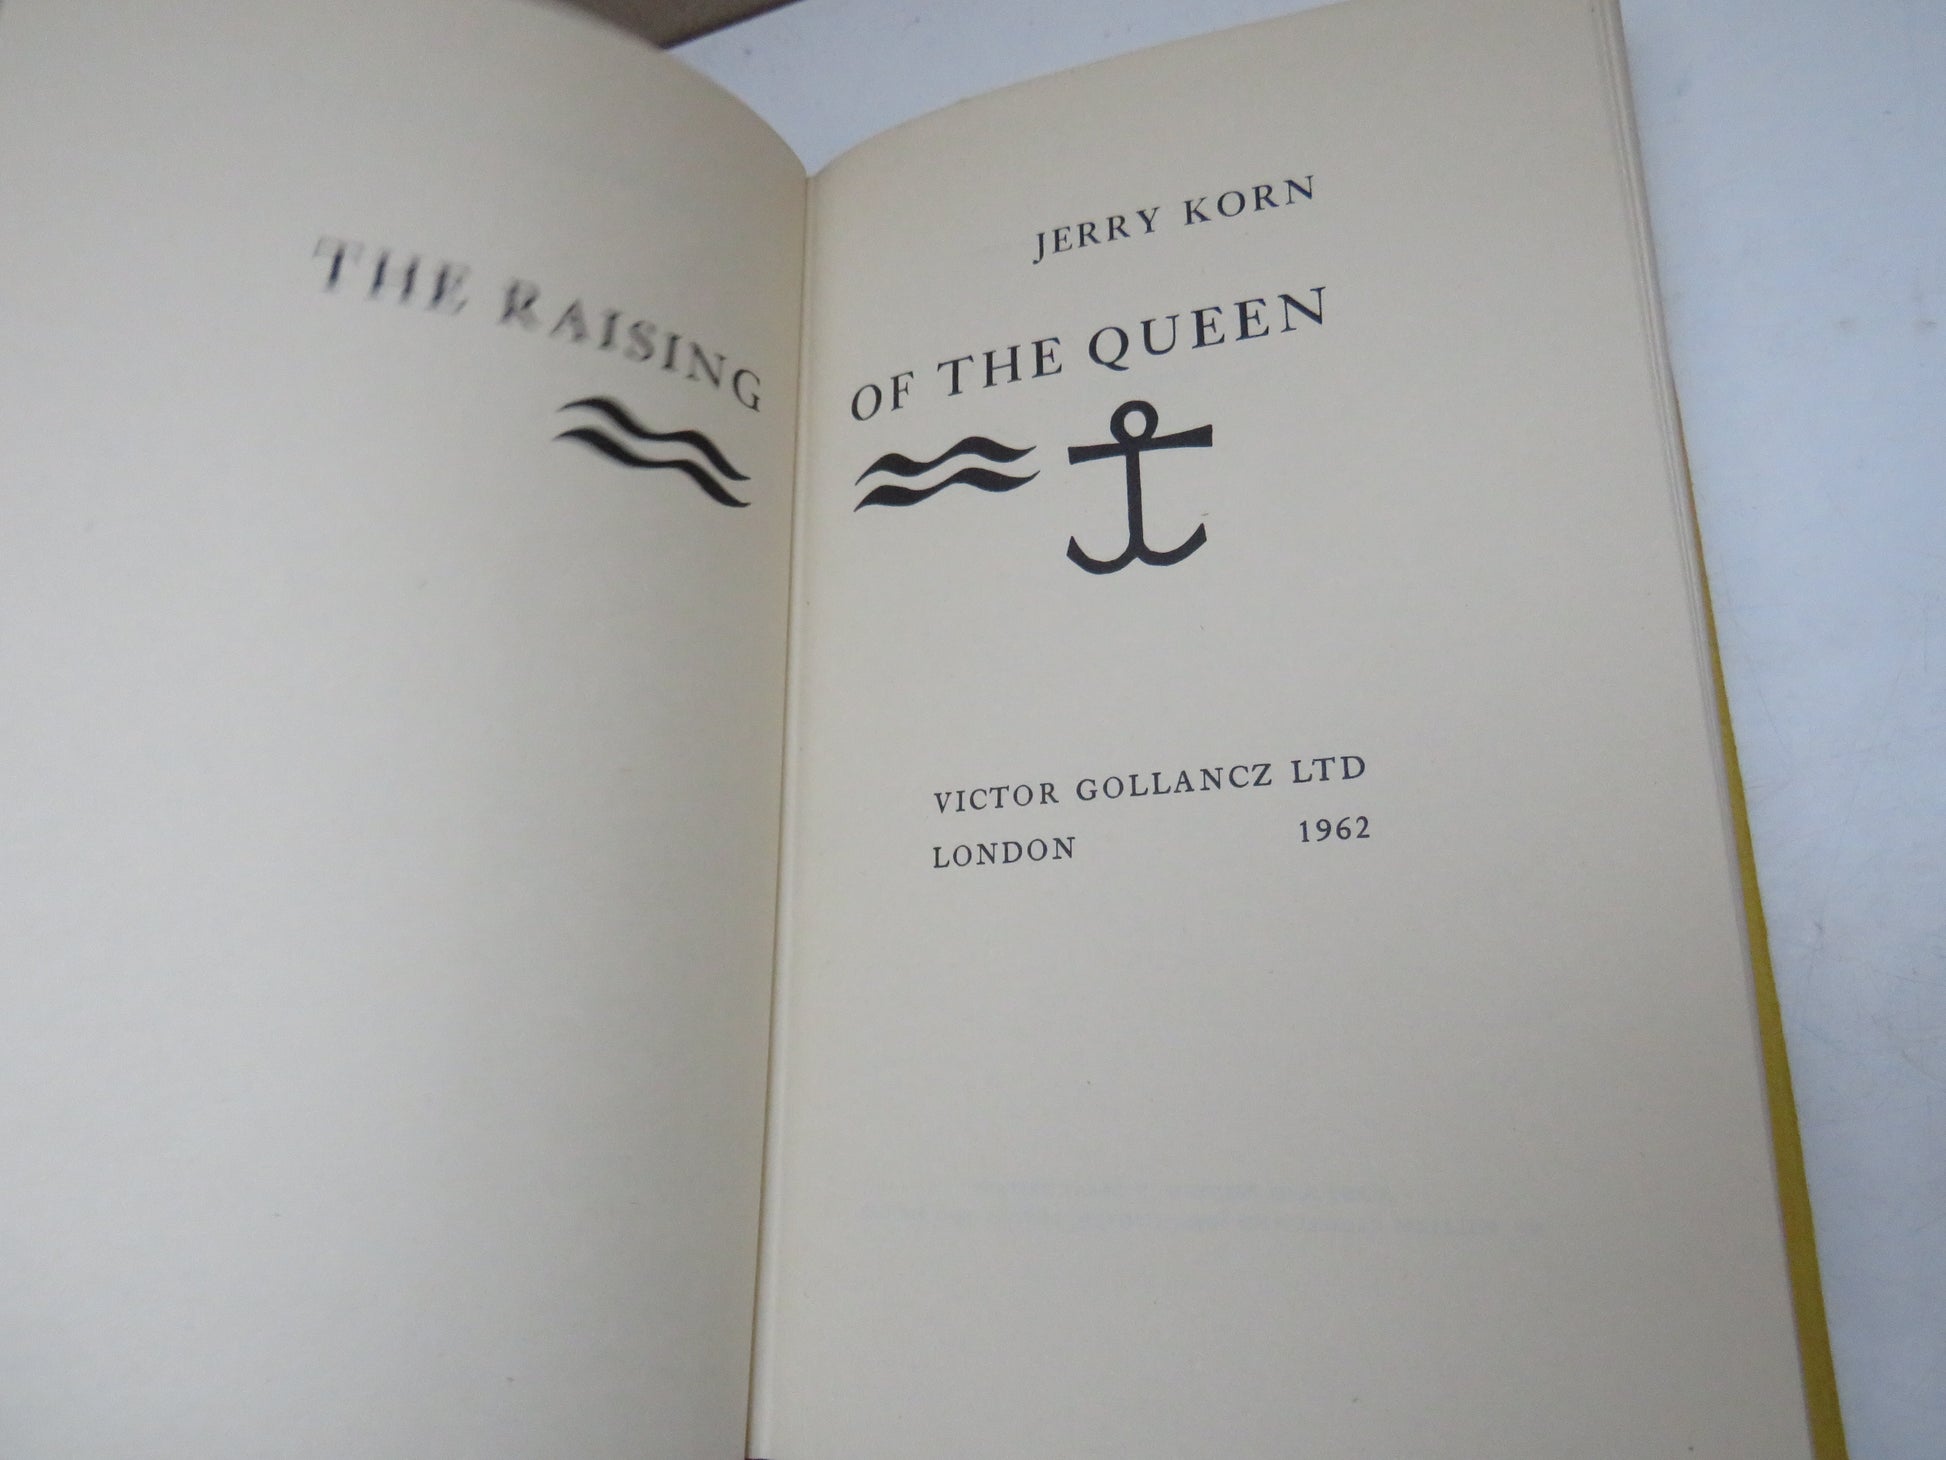 JERRY KORN
THE RAISING OF THE QUEEN
VICTOR GOLLANCZ LTD
LONDON 1962